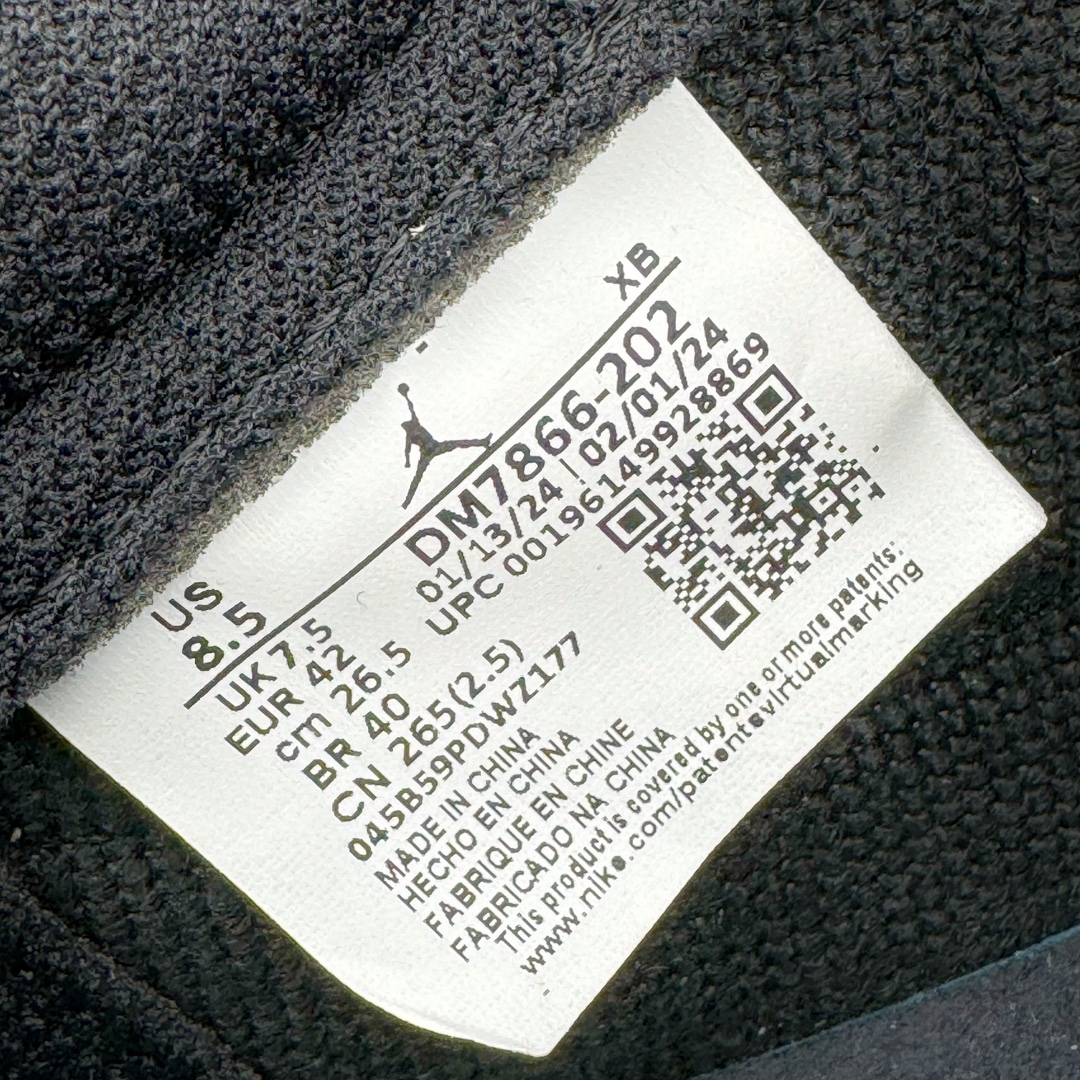 US
8.5
XB
DM7866-202
01/13/24 | 02/01/24
UPC 00196149928869
UK 7.5
EUR 42
cm 26.5
BR 40
CN 265 (2.5)
045B59PDWZ177
MADE IN CHINA
HECHO EN CHINA
FABRIQUE EN CHINE
FABRICADO NA CHINA
This product is covered by one or more patents:
www.nike.com/patentsvirtualmarking